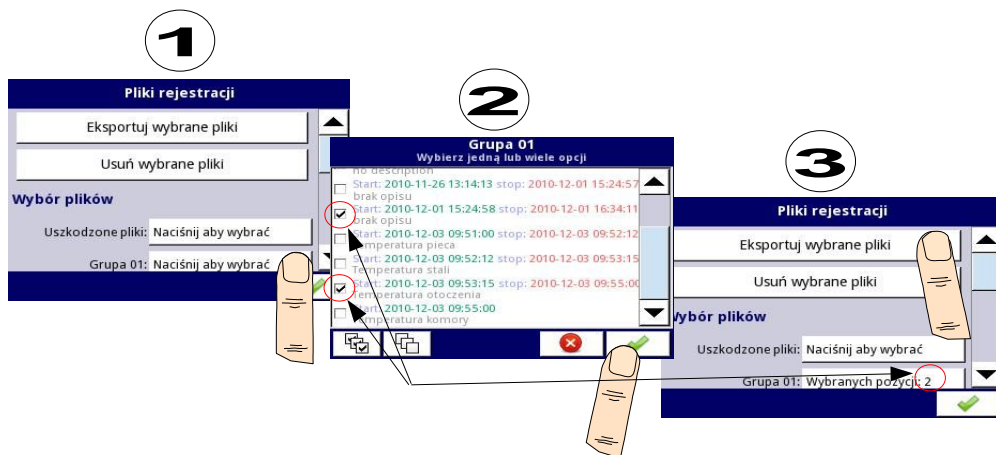 1
Pliki rejestracji
Eksportuj wybrane pliki
Usuń wybrane pliki
Wybór plików
Uszkodzone pliki: Naciśnij aby wybrać
Grupa 01: Naciśnij aby wybrać
2
Grupa 01
Wybierz jedną lub wiele opcji
no description
Start: 2010-11-26 13:14:13 stop: 2010-12-01 15:24:57
brak opisu
Start: 2010-12-01 15:24:58 stop: 2010-12-01 16:34:11
brak opisu
Start: 2010-12-03 09:51:00 stop: 2010-12-03 09:52:12
Temperatura pieca
Start: 2010-12-03 09:52:12 stop: 2010-12-03 09:53:15
Temperatura stali
Start: 2010-12-03 09:53:15 stop: 2010-12-03 09:55:00
Temperatura otoczenia
Start: 2010-12-03 09:55:00
Temperatura komory
3
Pliki rejestracji
Eksportuj wybrane pliki
Usuń wybrane pliki
Wybór plików
Uszkodzone pliki: Naciśnij aby wybrać
Grupa 01: Wybranych pozycji: 2